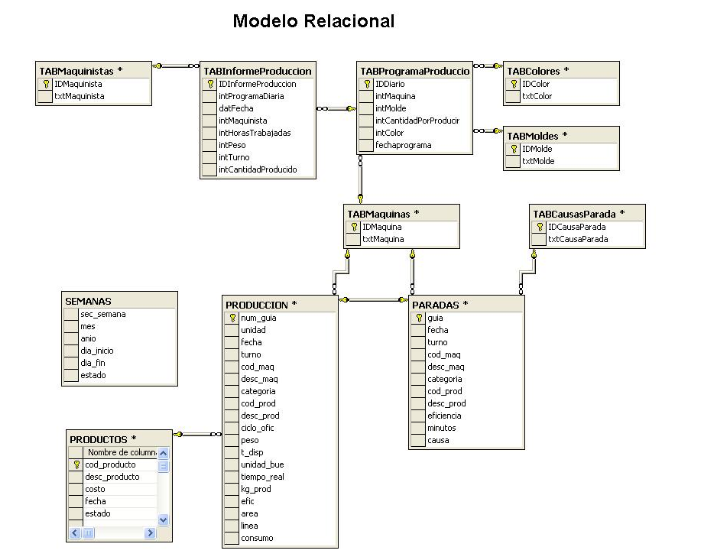 Modelo Relacional
TABMaquinistas *
IDMaquinista
txtMaquinista
TABInformeProduccion
IDInformeProduccion
intProgramaDiaria
datFecha
intMaquinista
intHorasTrabajadas
intPeso
intTurno
intCantidadProducido
TABProgramaProduccio
IDDiario
intMaquina
intMolde
intCantidadPorProducir
intColor
fechaprograma
TABColores *
IDColor
txtColor
TABMoldes *
IDMolde
txtMolde
TABMaquinas *
IDMaquina
txtMaquina
TABCausasParada *
IDCausaParada
txtCausaParada
SEMANAS
sec_semana
mes
anio
dia_inicio
dia_fin
estado
PRODUCCION *
num_guia
unidad
fecha
turno
cod_maq
desc_maq
categoria
cod_prod
desc_prod
ciclo_ofic
peso
t_disp
unidad_bue
tiempo_real
kg_prod
efic
area
linea
consumo
PARADAS *
guia
fecha
turno
cod_maq
desc_maq
categoria
cod_prod
desc_prod
eficiencia
minutos
causa
PRODUCTOS *
Nombre de column
cod_producto
desc_producto
costo
fecha
estado